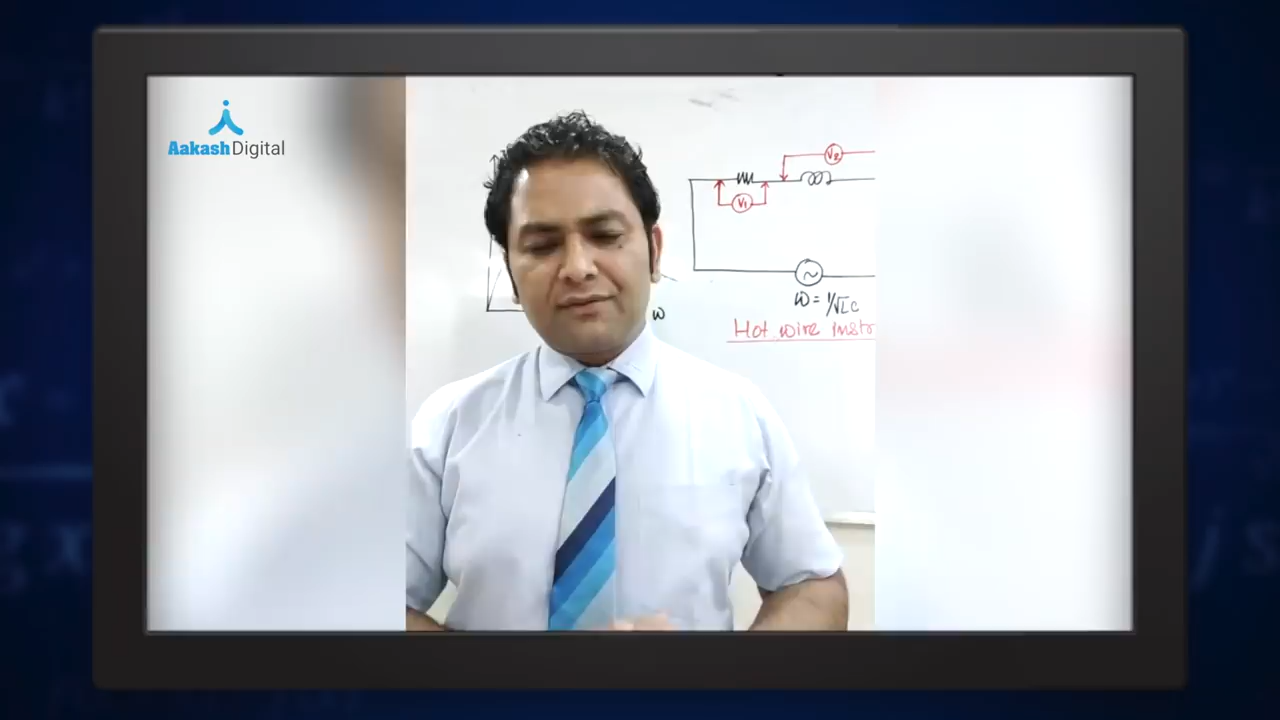 Aakash Digital
V2
V1
ω
ω = 1/√LC
Hot wire instr